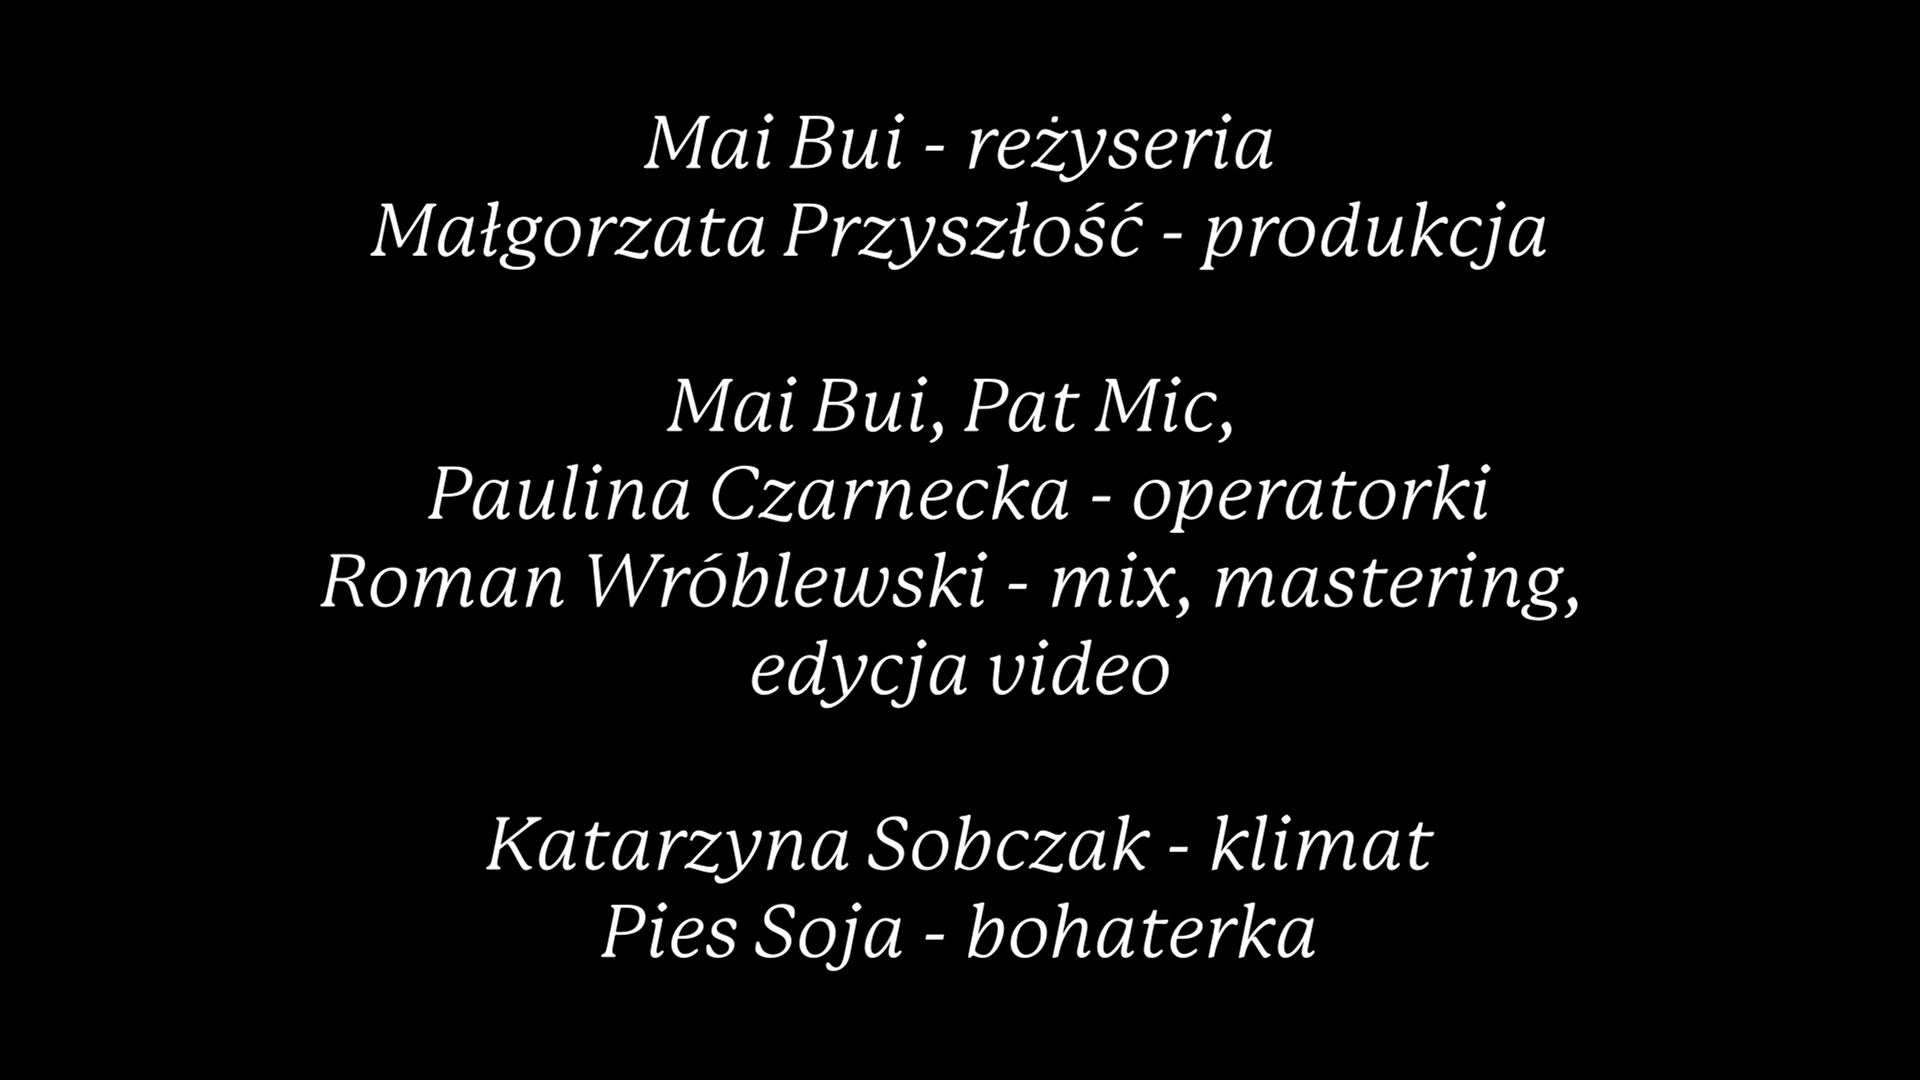 Mai Bui - reżyseria
Małgorzata Przyszłość - produkcja
Mai Bui, Pat Mic,
Paulina Czarnecka - operatorki
Roman Wróblewski - mix, mastering,
edycja video
Katarzyna Sobczak - klimat
Pies Soja - bohaterka